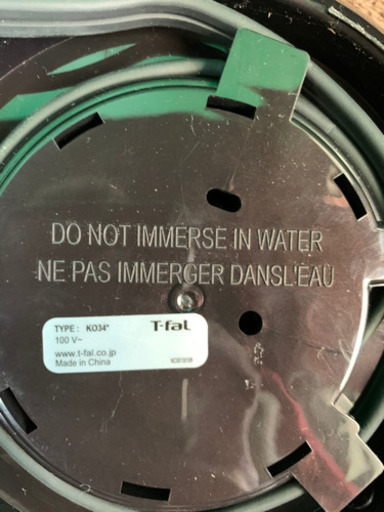 DO NOT IMMERSE IN WATER
NE PAS IMMERGER DANSL'EAU
TYPE : KO34* T-faL
100 V~
www.t-fal.co.jp
Made in China